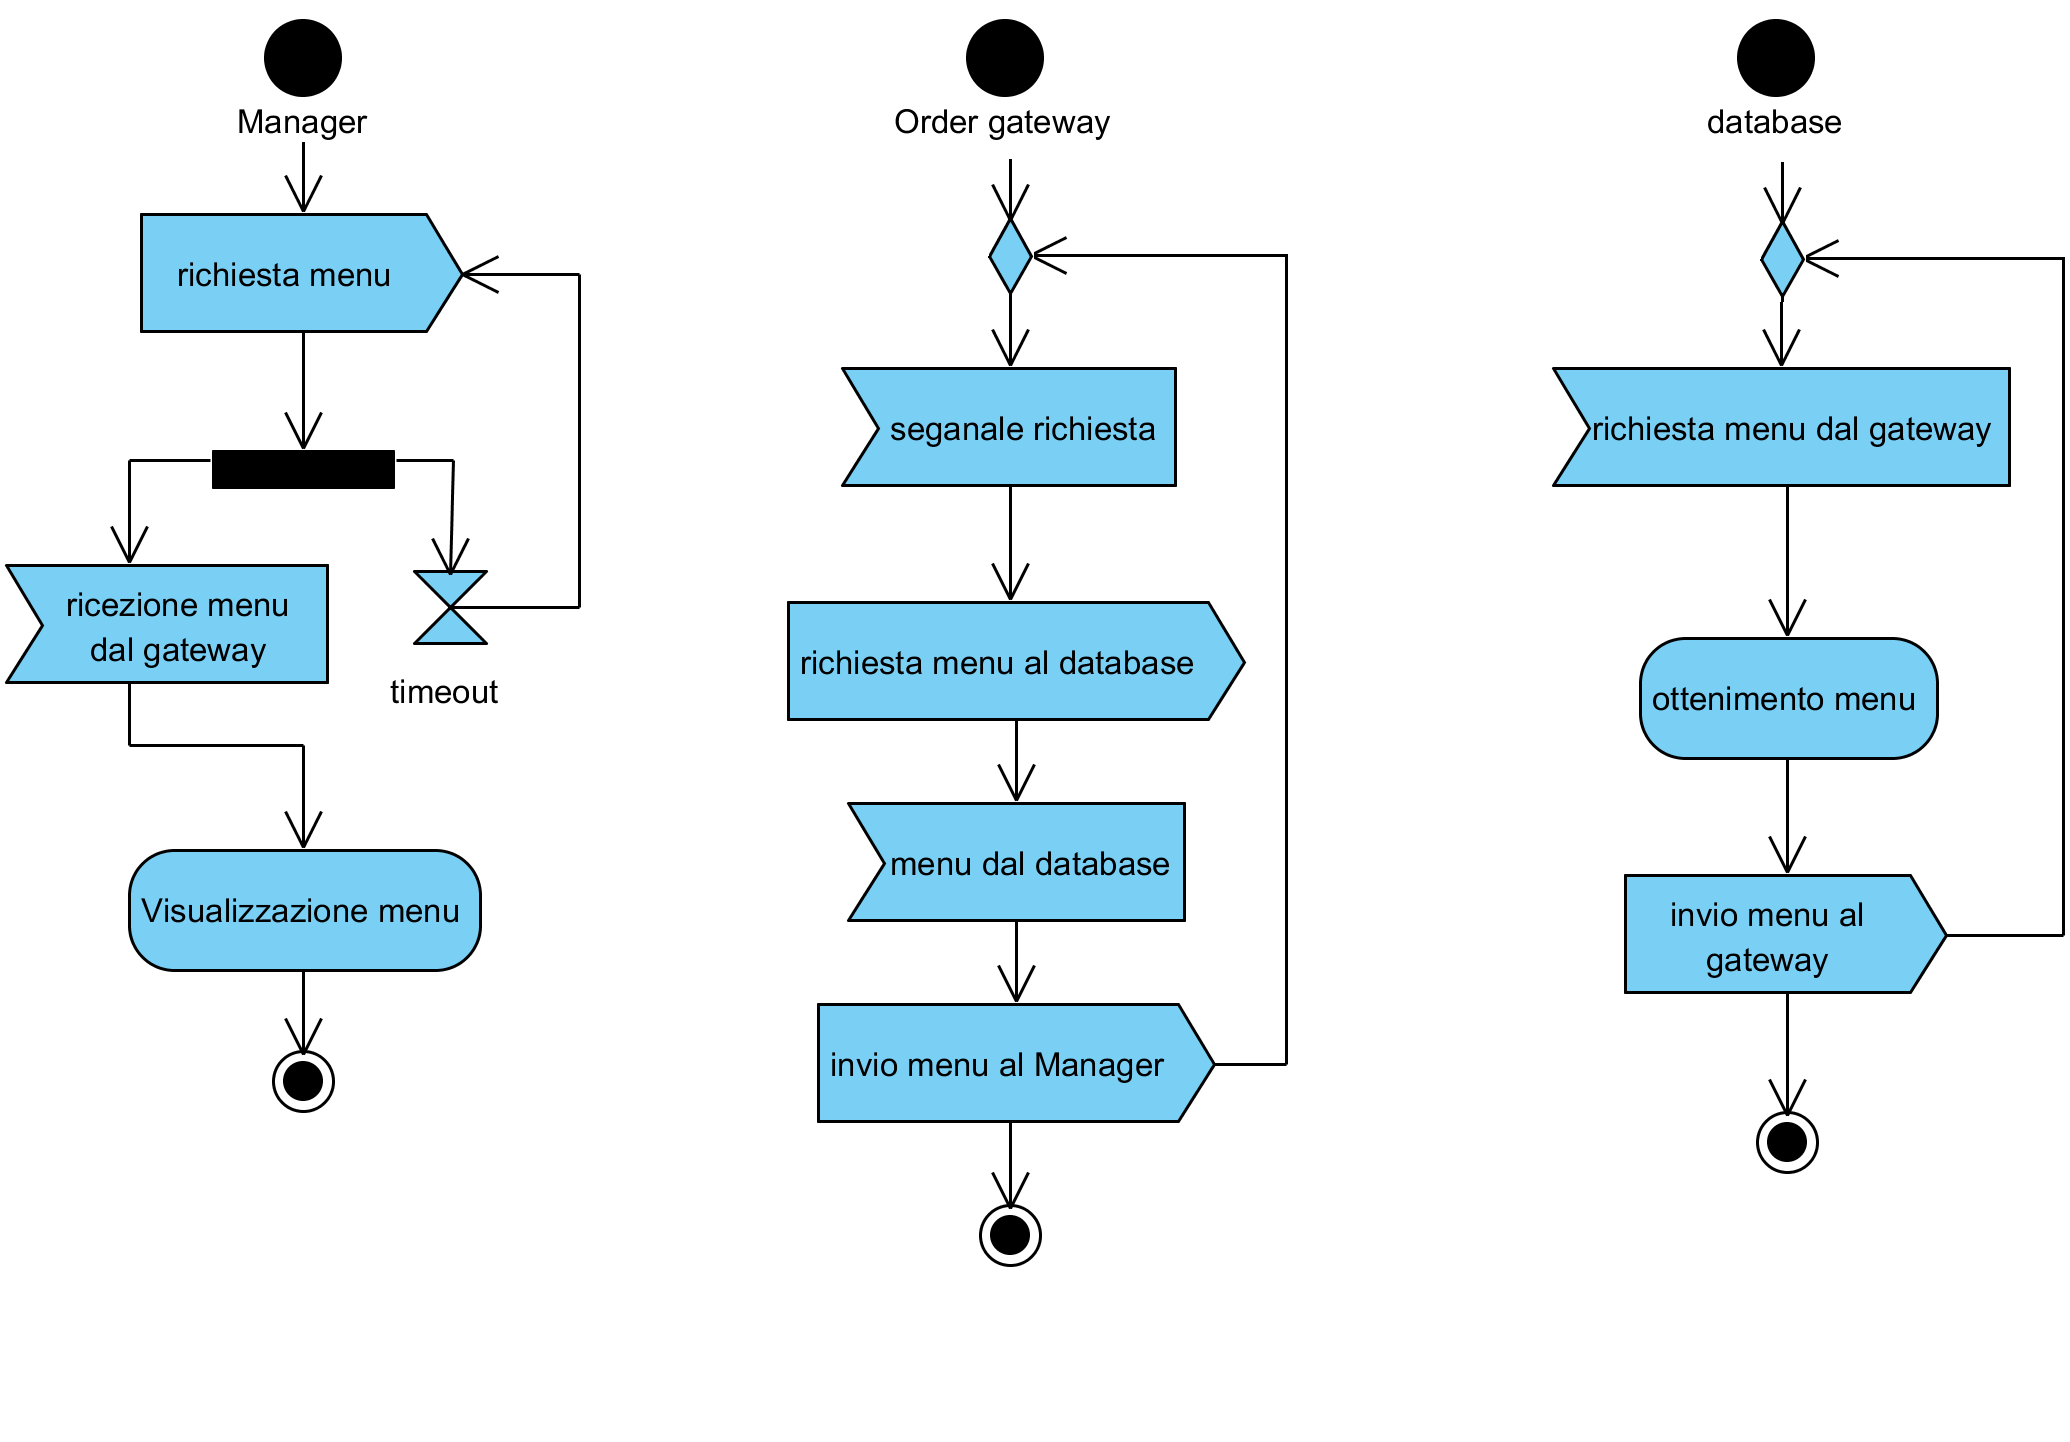 Manager
richiesta menu
ricezione menu
dal gateway
timeout
Visualizzazione menu
Order gateway
seganale richiesta
richiesta menu al database
menu dal database
invio menu al Manager
database
richiesta menu dal gateway
ottenimento menu
invio menu al
gateway